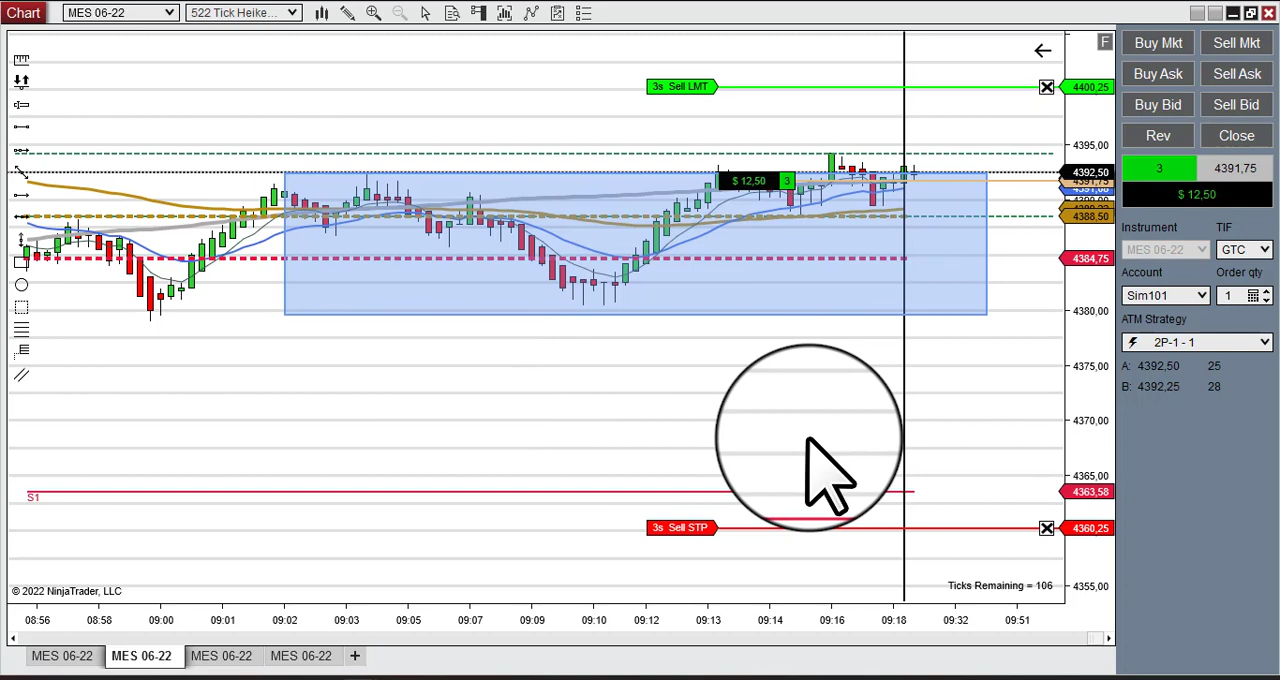 Chart MES 06-22 522 Tick Heike...
F
Buy Mkt Sell Mkt
Buy Ask Sell Ask
Buy Bid Sell Bid
Rev Close
3 4391,75
$ 12,50
Instrument TIF
MES 06-22 GTC
Account Order qty
Sim101 1
ATM Strategy
2P-1 - 1
A: 4392,50 25
B: 4392,25 28
3s Sell LMT 4400,25
4395,00
4392,50
$ 12,50 3 4391,75
4388,50
4384,75
4380,00
4375,00
4370,00
4365,00
S1 4363,58
3s Sell STP 4360,25
4355,00
© 2022 NinjaTrader, LLC Ticks Remaining = 106
08:56 08:58 09:00 09:01 09:02 09:03 09:05 09:07 09:09 09:10 09:12 09:13 09:14 09:16 09:18 09:32 09:51
MES 06-22 MES 06-22 MES 06-22 MES 06-22 +